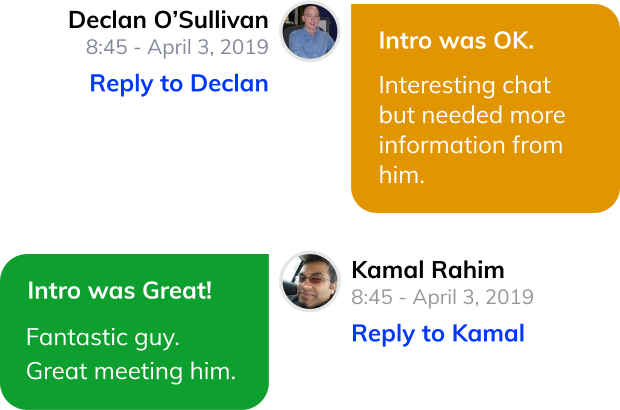 Declan O’Sullivan
8:45 - April 3, 2019
Reply to Declan
Intro was OK.
Interesting chat
but needed more
information from
him.
Intro was Great!
Fantastic guy.
Great meeting him.
Kamal Rahim
8:45 - April 3, 2019
Reply to Kamal